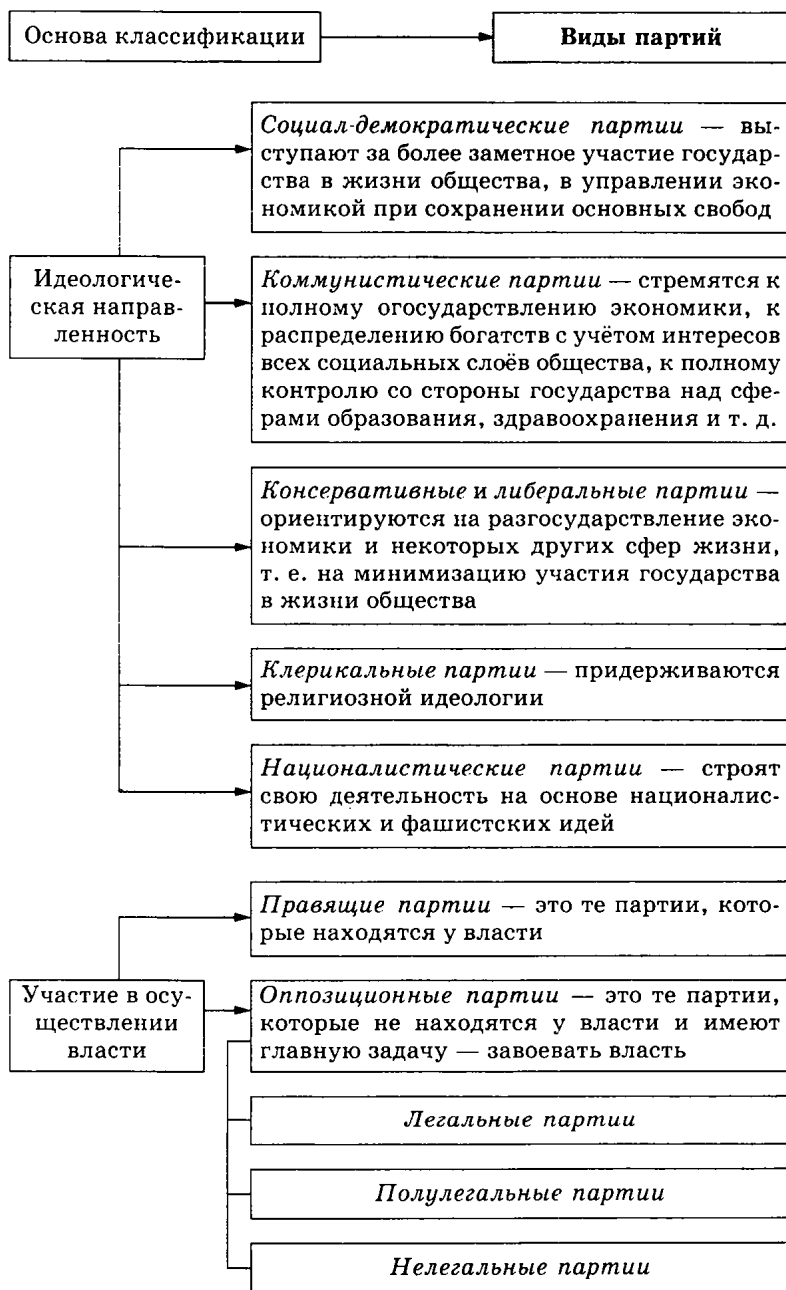 Основа классификации
Виды партий
Социал-демократические партии — вы-
ступают за более заметное участие государ-
ства в жизни общества, в управлении эко-
номикой при сохранении основных свобод
Идеологиче-
ская направ-
ленность
Коммунистические партии — стремятся к
полному огосударствлению экономики, к
распределению богатств с учётом интересов
всех социальных слоёв общества, к полному
контролю со стороны государства над сфе-
рами образования, здравоохранения и т. д.
Консервативные и либеральные партии —
ориентируются на разгосударствление эко-
номики и некоторых других сфер жизни,
т. е. на минимизацию участия государства
в жизни общества
Клерикальные партии — придерживаются
религиозной идеологии
Националистические партии — строят
свою деятельность на основе националис-
тических и фашистских идей
Правящие партии — это те партии, кото-
рые находятся у власти
Участие в осу-
ществлении
власти
Оппозиционные партии — это те партии,
которые не находятся у власти и имеют
главную задачу — завоевать власть
Легальные партии
Полулегальные партии
Нелегальные партии